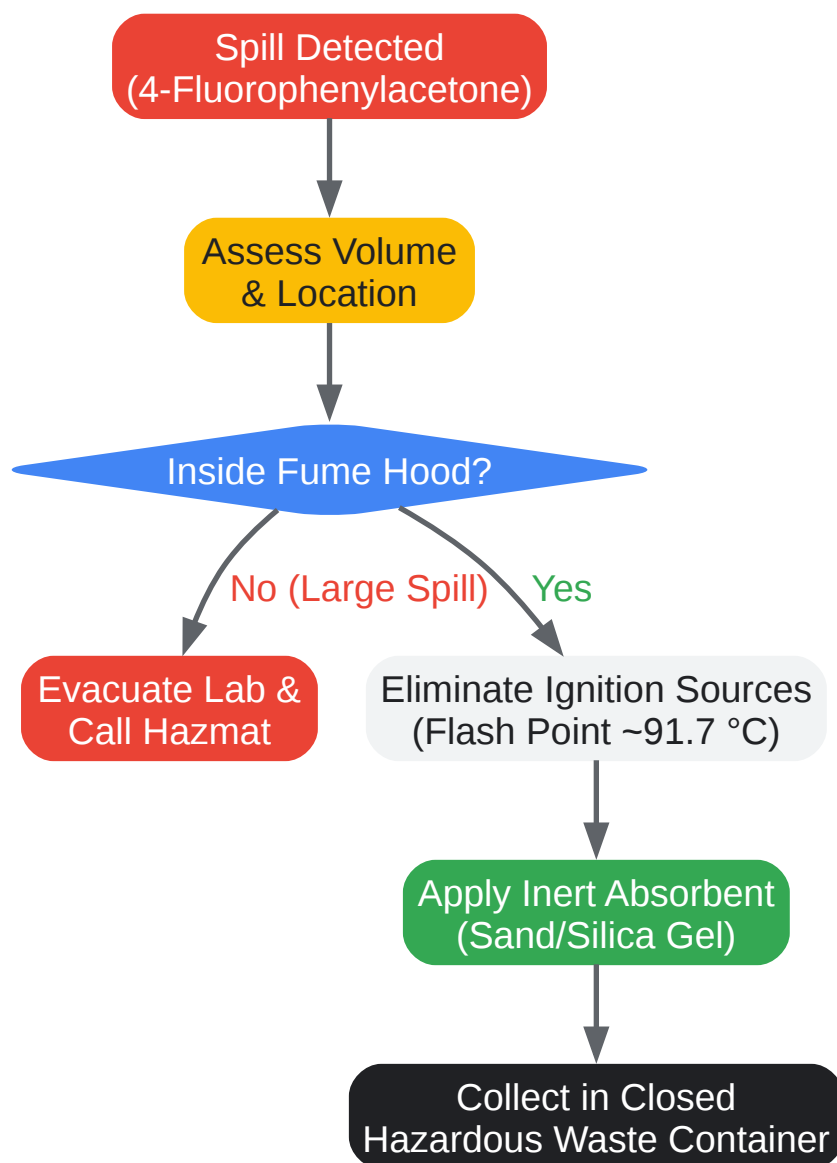 Spill Detected
(4-Fluorophenylacetone)
Assess Volume
& Location
Inside Fume Hood?
No (Large Spill)
Yes
Evacuate Lab &
Call Hazmat
Eliminate Ignition Sources
(Flash Point ~91.7 °C)
Apply Inert Absorbent
(Sand/Silica Gel)
Collect in Closed
Hazardous Waste Container